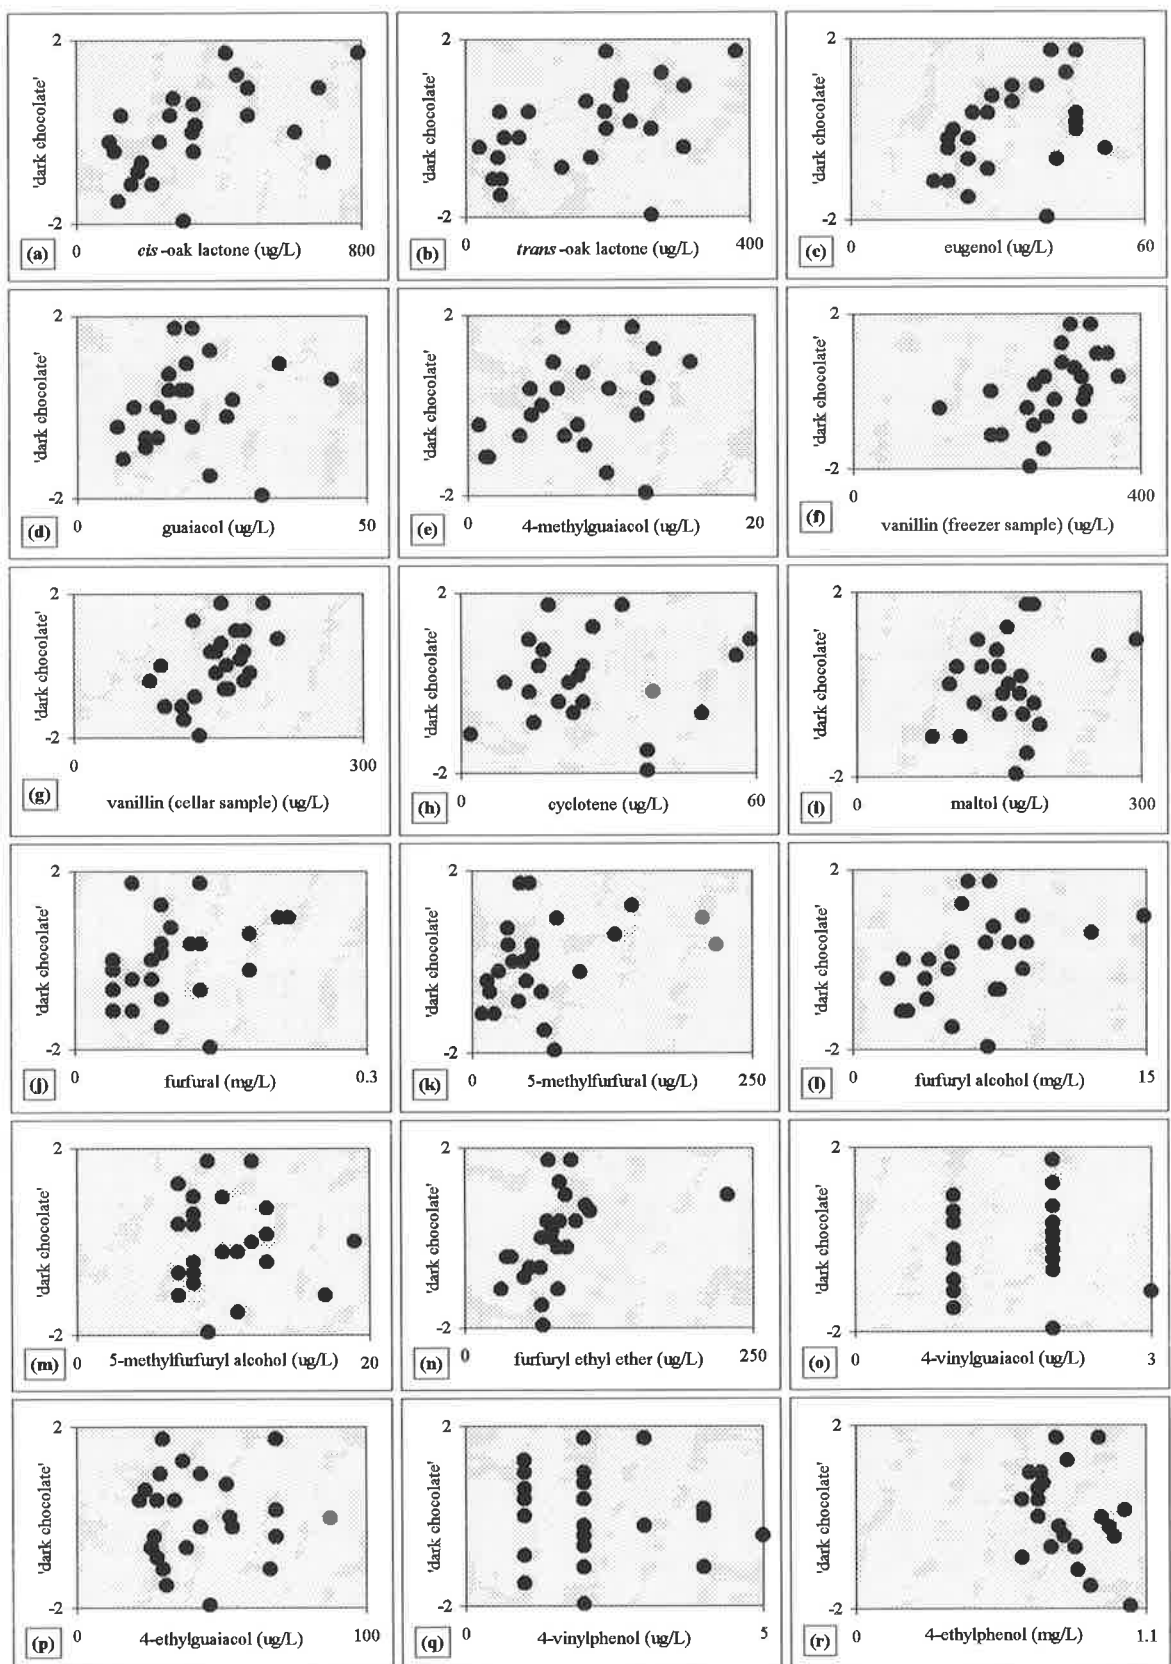 2
'dark chocolate'
-2
0
800
(a)
cis-oak lactone (ug/L)
2
'dark chocolate'
-2
0
400
(b)
trans-oak lactone (ug/L)
2
'dark chocolate'
-2
0
60
(c)
eugenol (ug/L)
2
'dark chocolate'
-2
0
50
(d)
guaiacol (ug/L)
2
'dark chocolate'
-2
0
20
(e)
4-methylguaiacol (ug/L)
2
'dark chocolate'
-2
0
400
(f)
vanillin (freezer sample) (ug/L)
2
'dark chocolate'
-2
0
300
(g)
vanillin (cellar sample) (ug/L)
2
'dark chocolate'
-2
0
60
(h)
cyclotene (ug/L)
2
'dark chocolate'
-2
0
300
(i)
maltol (ug/L)
2
'dark chocolate'
-2
0
0.3
(j)
furfural (mg/L)
2
'dark chocolate'
-2
0
250
(k)
5-methylfurfural (ug/L)
2
'dark chocolate'
-2
0
15
(l)
furfuryl alcohol (mg/L)
2
'dark chocolate'
-2
0
20
(m)
5-methylfurfuryl alcohol (ug/L)
2
'dark chocolate'
-2
0
250
(n)
furfuryl ethyl ether (ug/L)
2
'dark chocolate'
-2
0
3
(o)
4-vinylguaiacol (ug/L)
2
'dark chocolate'
-2
0
100
(p)
4-ethylguaiacol (ug/L)
2
'dark chocolate'
-2
0
5
(q)
4-vinylphenol (ug/L)
2
'dark chocolate'
-2
0
1.1
(r)
4-ethylphenol (mg/L)